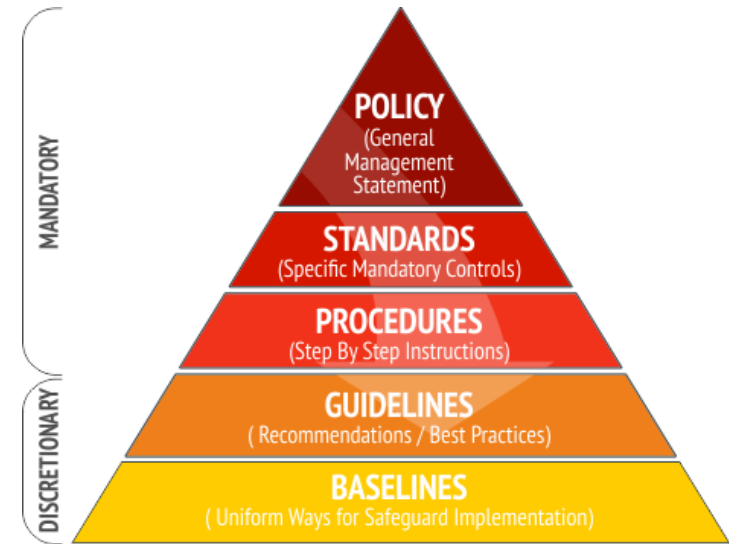 MANDATORY
POLICY
(General
Management
Statement)
STANDARDS
(Specific Mandatory Controls)
PROCEDURES
(Step By Step Instructions)
DISCRETIONARY
GUIDELINES
( Recommendations / Best Practices)
BASELINES
( Uniform Ways for Safeguard Implementation)